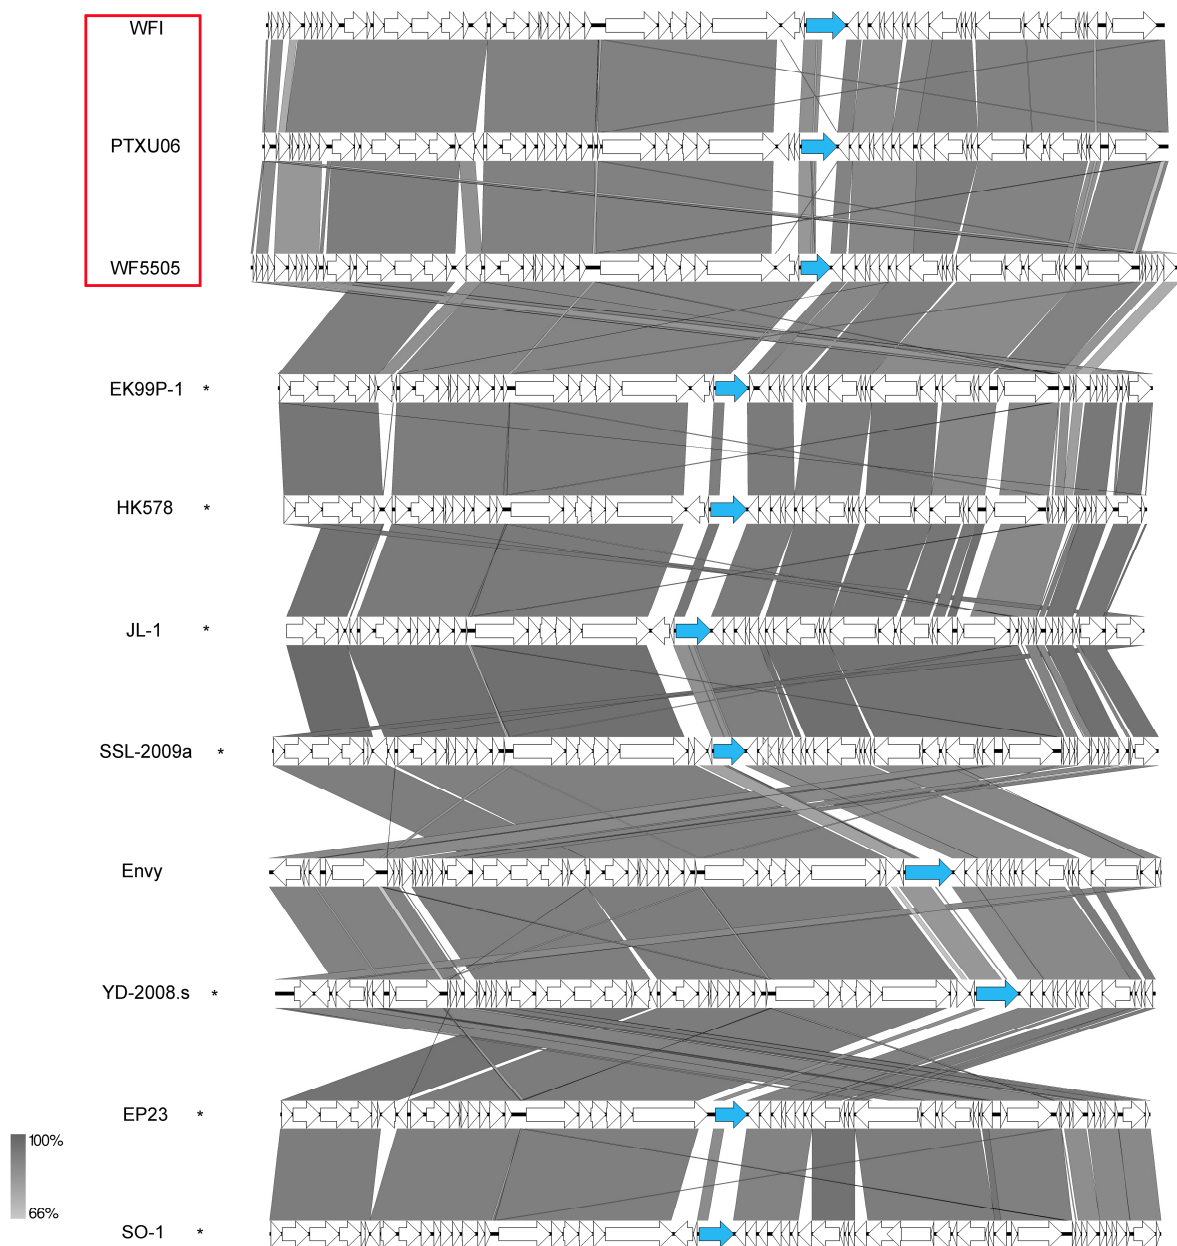 WFI
PTXU06
WF5505
EK99P-1 *
HK578 *
JL-1 *
SSL-2009a *
Envy
YD-2008.s *
EP23 *
100%
66%
SO-1 *